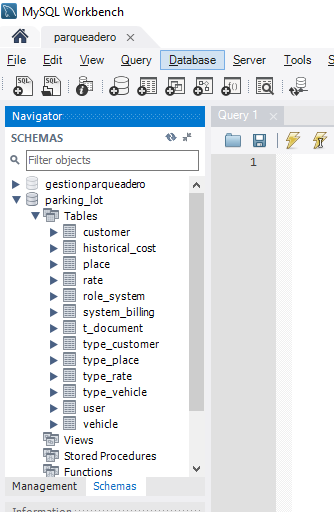 MySQL Workbench
parqueadero
File Edit View Query Database Server Tools S
SQL SQL
Navigator
Query 1
SCHEMAS
Filter objects
1
gestionparqueadero
parking_lot
Tables
customer
historical_cost
place
rate
role_system
system_billing
t_document
type_customer
type_place
type_rate
type_vehicle
user
vehicle
Views
Stored Procedures
Functions
Management Schemas
Information